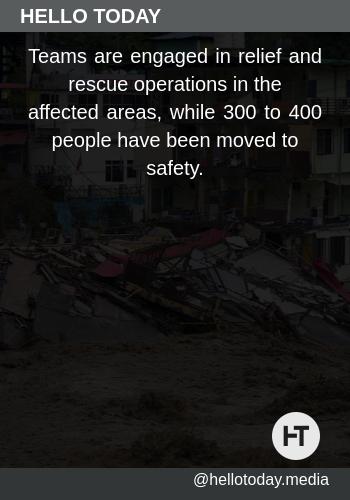 HELLO TODAY
Teams are engaged in relief and
rescue operations in the
affected areas, while 300 to 400
people have been moved to
safety.
HT
@hellotoday.media